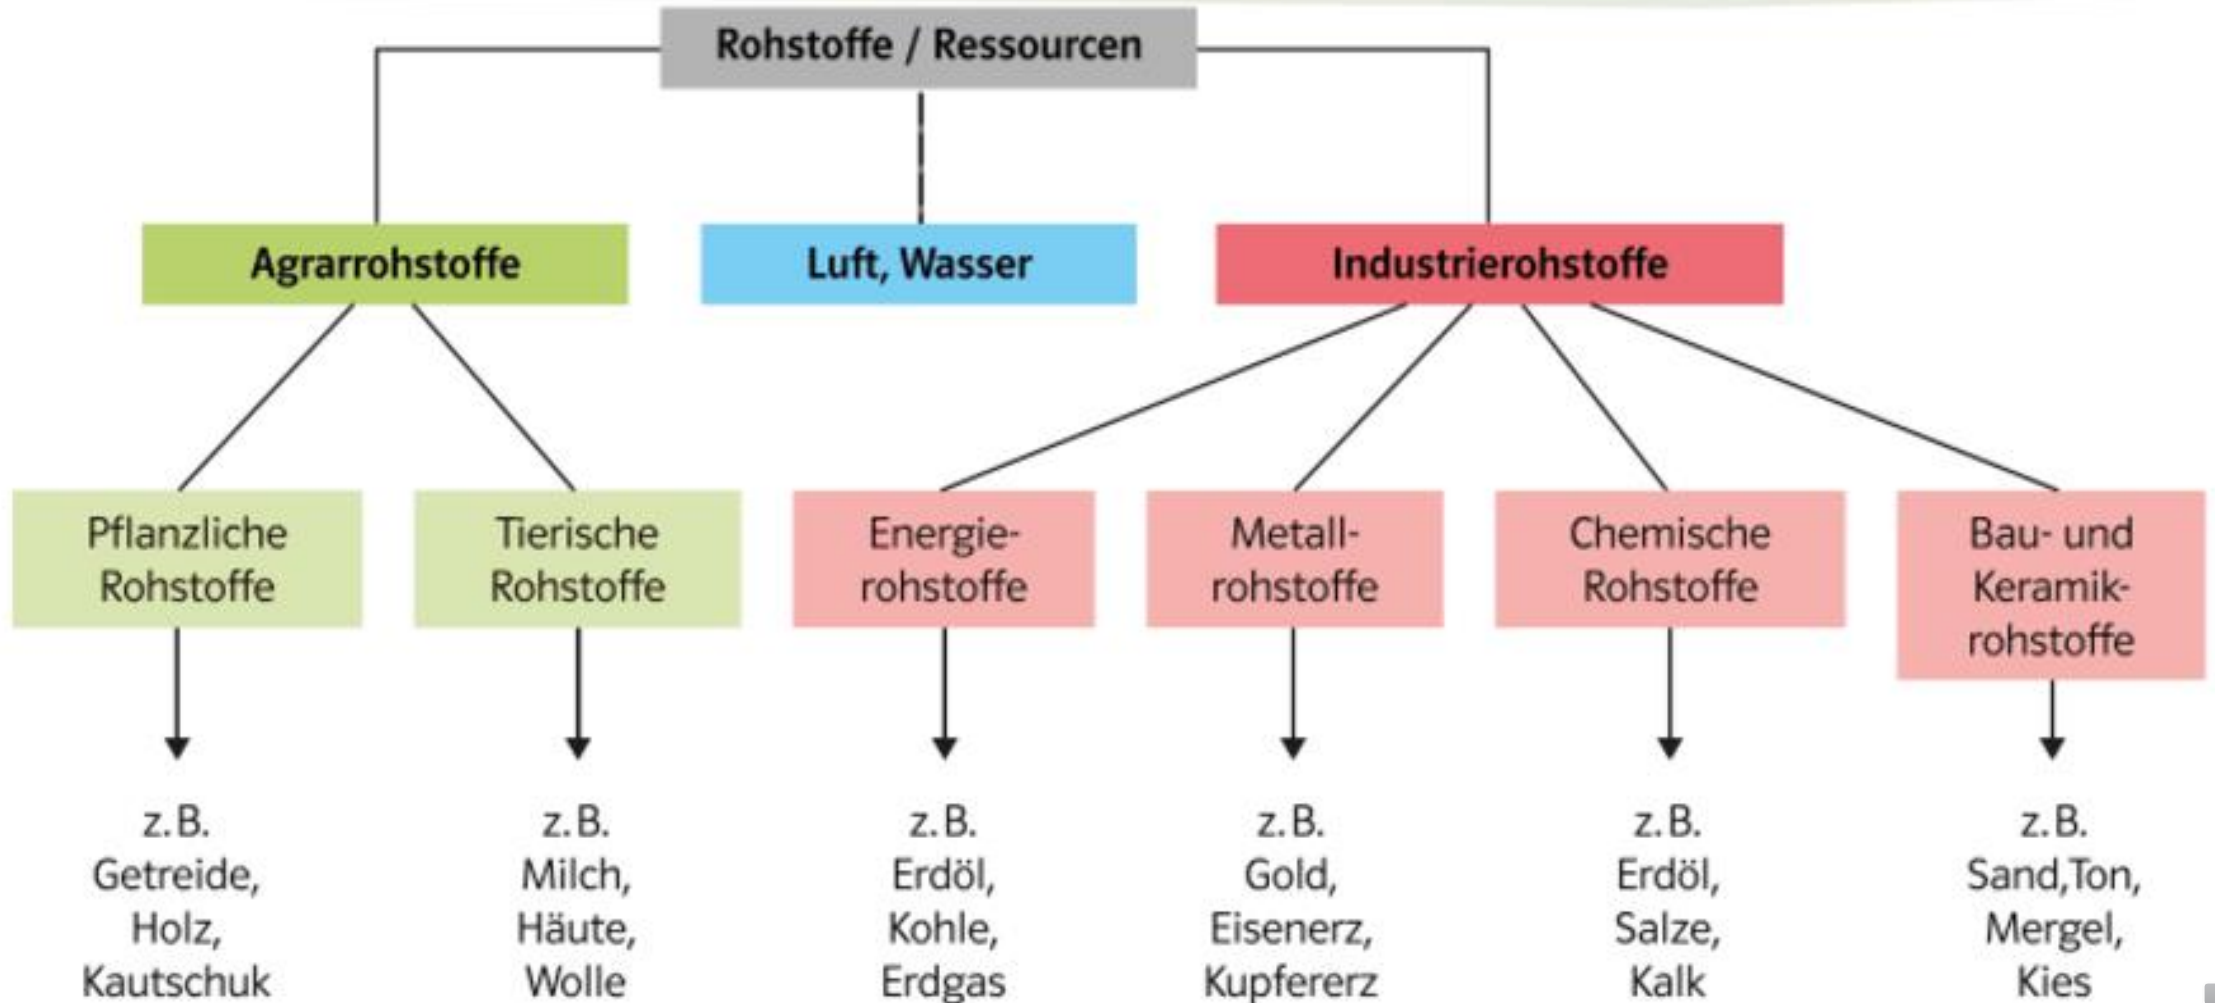 Rohstoffe / Ressourcen
Agrarrohstoffe
Luft, Wasser
Industrierohstoffe
Pflanzliche
Rohstoffe
Tierische
Rohstoffe
Energie-
rohstoffe
Metall-
rohstoffe
Chemische
Rohstoffe
Bau- und
Keramik-
rohstoffe
z. B.
Getreide,
Holz,
Kautschuk
z. B.
Milch,
Häute,
Wolle
z. B.
Erdöl,
Kohle,
Erdgas
z. B.
Gold,
Eisenerz,
Kupfererz
z. B.
Erdöl,
Salze,
Kalk
z. B.
Sand,Ton,
Mergel,
Kies